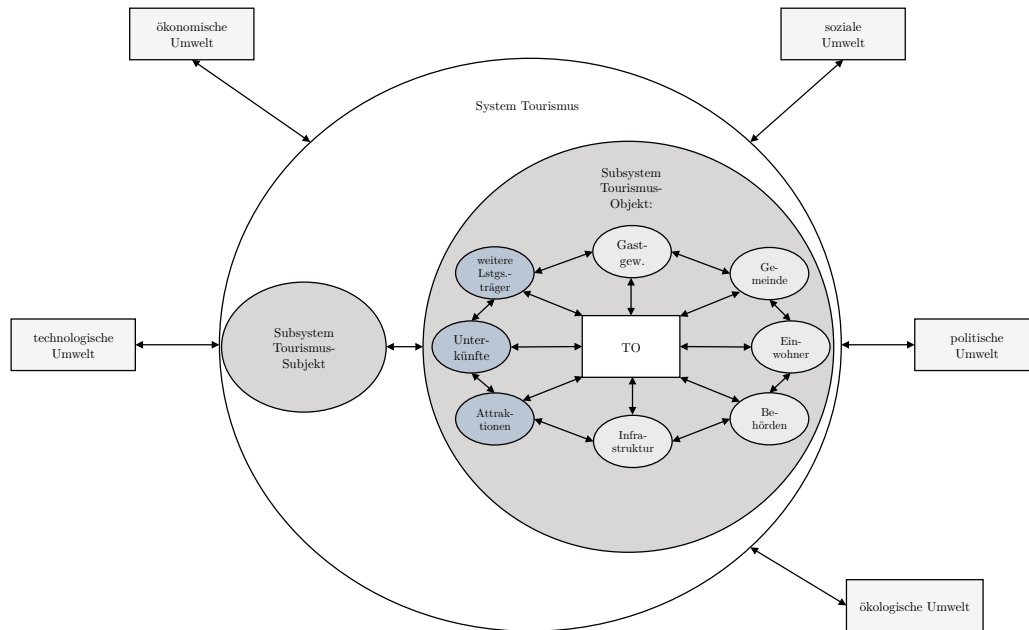 ökonomische
Umwelt
soziale
Umwelt
System Tourismus
Subsystem
Tourismus-
Objekt:
weitere
Lstgs.-
träger
Gast-
gew.
Ge-
meinde
technologische
Umwelt
Subsystem
Tourismus-
Subjekt
Unter-
künfte
TO
Ein-
wohner
politische
Umwelt
Attrak-
tionen
Infra-
struktur
Be-
hörden
ökologische Umwelt